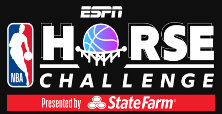 ESPN
NBA
HORSE
CHALLENGE
Presented by State Farm®